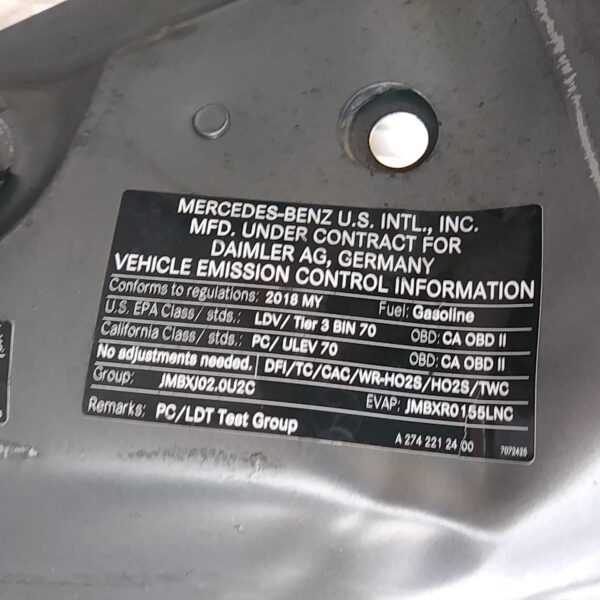 MERCEDES-BENZ U.S. INTL., INC.
MFD. UNDER CONTRACT FOR
DAIMLER AG, GERMANY
VEHICLE EMISSION CONTROL INFORMATION
Conforms to regulations: 2018 MY Fuel: Gasoline
U.S. EPA Class / stds.: LDV/ Tier 3 BIN 70 OBD: CA OBD II
California Class / stds.: PC/ ULEV 70 OBD: CA OBD II
No adjustments needed. DFI/TC/CAC/WR-HO2S/HO2S/TWC
Group: JMBXJ02.0U2C EVAP: JMBXR0155LNC
Remarks: PC/LDT Test Group
A 274 221 24 00 7072425